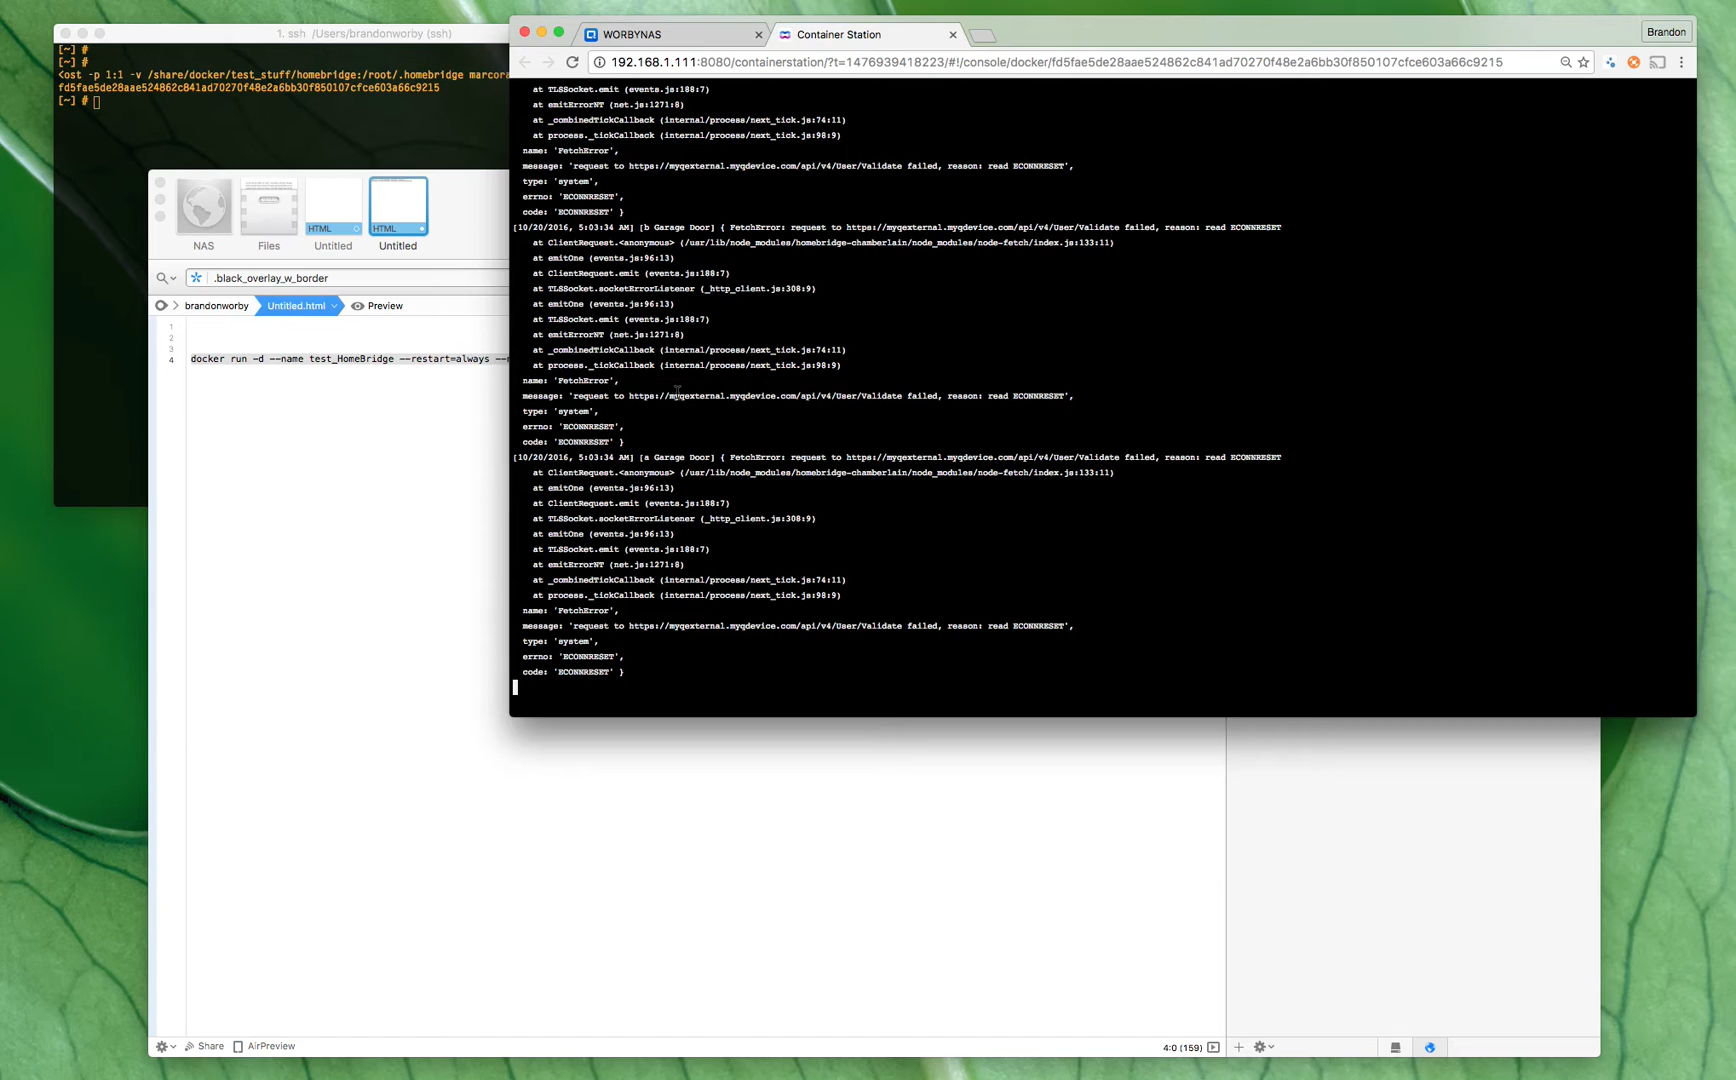 1. ssh /Users/brandonworby (ssh)
[~] #
[~] #
<ost -p 1:1 -v /share/docker/test_stuff/homebridge:/root/.homebridge marcora
fd5fae5de28aae524862c841ad70270f48e2a6bb30f850107cfce603a66c9215
[~] #
NAS
Files
HTML
Untitled
HTML
Untitled
.black_overlay_w_border
brandonworby
Untitled.html
Preview
1
2
3
4
docker run -d --name test_HomeBridge --restart=always --n
Share
AirPreview
4:0 (159)
WORBYNAS
Container Station
Brandon
192.168.1.111:8080/containerstation/?t=1476939418223/#!/console/docker/fd5fae5de28aae524862c841ad70270f48e2a6bb30f850107cfce603a66c9215
at TLSSocket.emit (events.js:188:7)
at emitErrorNT (net.js:1271:8)
at _combinedTickCallback (internal/process/next_tick.js:74:11)
at process._tickCallback (internal/process/next_tick.js:98:9)
name: 'FetchError',
message: 'request to https://myqexternal.myqdevice.com/api/v4/User/Validate failed, reason: read ECONNRESET',
type: 'system',
errno: 'ECONNRESET',
code: 'ECONNRESET' }
[10/20/2016, 5:03:34 AM] [b Garage Door] { FetchError: request to https://myqexternal.myqdevice.com/api/v4/User/Validate failed, reason: read ECONNRESET
at ClientRequest.<anonymous> (/usr/lib/node_modules/homebridge-chamberlain/node_modules/node-fetch/index.js:133:11)
at emitOne (events.js:96:13)
at ClientRequest.emit (events.js:188:7)
at TLSSocket.socketErrorListener (_http_client.js:308:9)
at emitOne (events.js:96:13)
at TLSSocket.emit (events.js:188:7)
at emitErrorNT (net.js:1271:8)
at _combinedTickCallback (internal/process/next_tick.js:74:11)
at process._tickCallback (internal/process/next_tick.js:98:9)
name: 'FetchError',
message: 'request to https://myqexternal.myqdevice.com/api/v4/User/Validate failed, reason: read ECONNRESET',
type: 'system',
errno: 'ECONNRESET',
code: 'ECONNRESET' }
[10/20/2016, 5:03:34 AM] [a Garage Door] { FetchError: request to https://myqexternal.myqdevice.com/api/v4/User/Validate failed, reason: read ECONNRESET
at ClientRequest.<anonymous> (/usr/lib/node_modules/homebridge-chamberlain/node_modules/node-fetch/index.js:133:11)
at emitOne (events.js:96:13)
at ClientRequest.emit (events.js:188:7)
at TLSSocket.socketErrorListener (_http_client.js:308:9)
at emitOne (events.js:96:13)
at TLSSocket.emit (events.js:188:7)
at emitErrorNT (net.js:1271:8)
at _combinedTickCallback (internal/process/next_tick.js:74:11)
at process._tickCallback (internal/process/next_tick.js:98:9)
name: 'FetchError',
message: 'request to https://myqexternal.myqdevice.com/api/v4/User/Validate failed, reason: read ECONNRESET',
type: 'system',
errno: 'ECONNRESET',
code: 'ECONNRESET' }